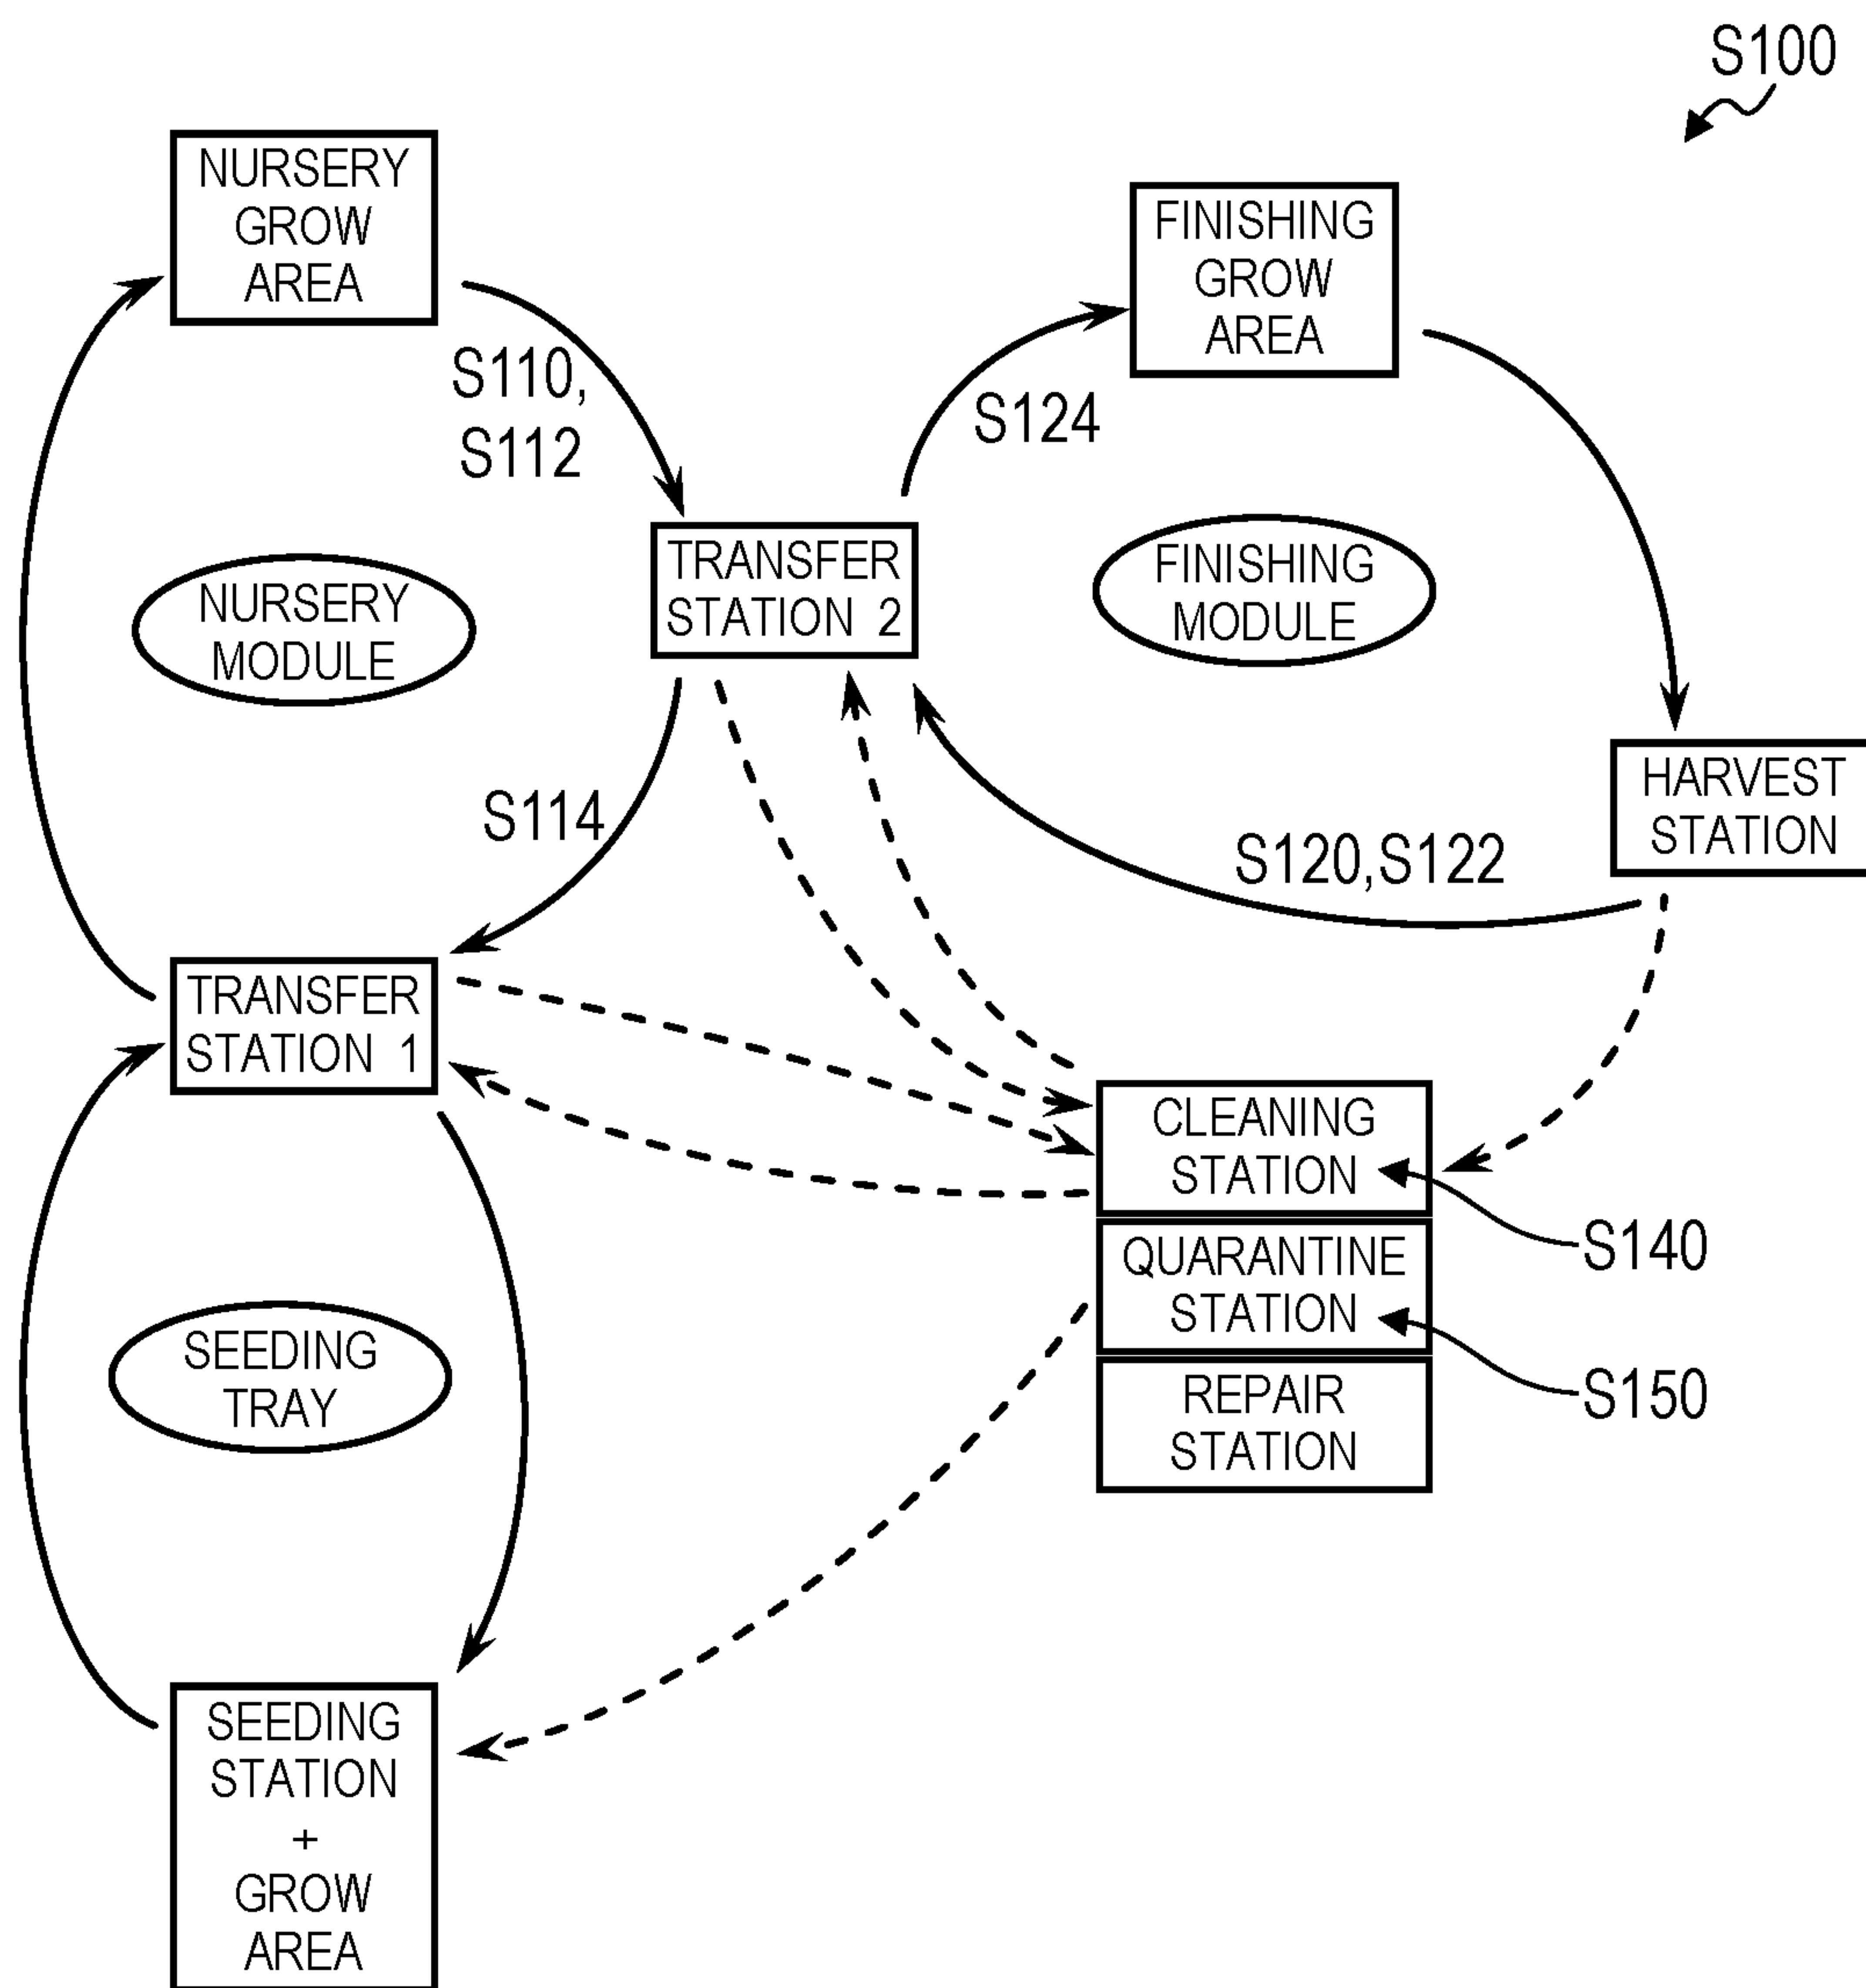 S100
NURSERY
GROW
AREA
FINISHING
GROW
AREA
S110,
S112
S124
TRANSFER
STATION 2
NURSERY
MODULE
FINISHING
MODULE
HARVEST
STATION
S114
S120,S122
TRANSFER
STATION 1
CLEANING
STATION
S140
QUARANTINE
STATION
S150
REPAIR
STATION
SEEDING
TRAY
SEEDING
STATION
+
GROW
AREA